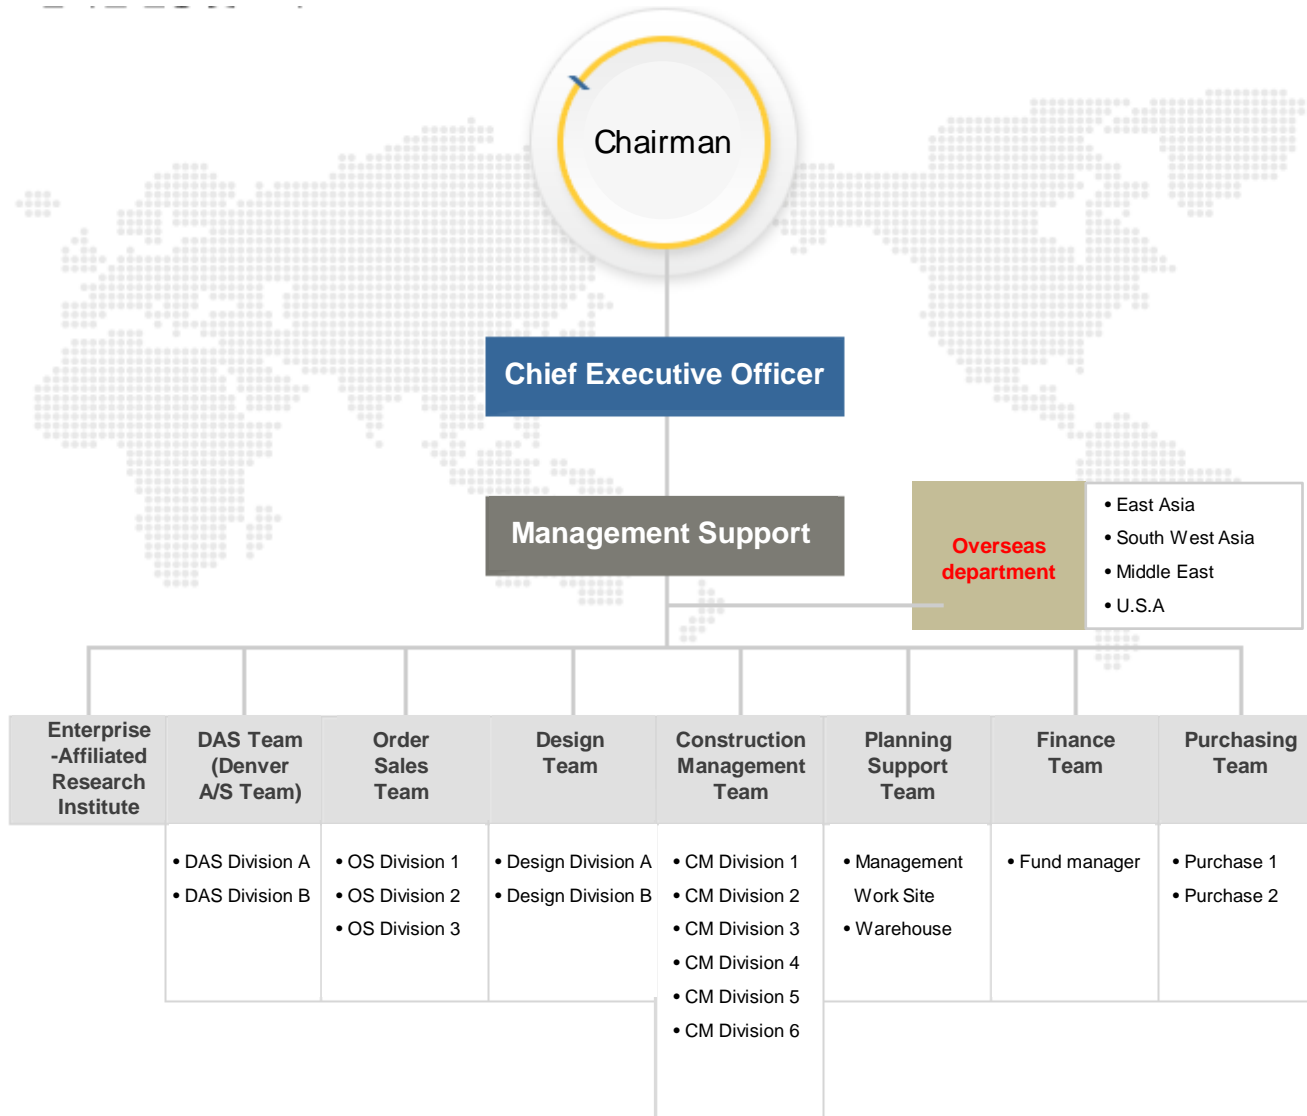 Chairman
Chief Executive Officer
Management Support
Overseas
department
• East Asia
• South West Asia
• Middle East
• U.S.A
Enterprise
-Affiliated
Research
Institute
DAS Team
(Denver
A/S Team)
Order
Sales
Team
Design
Team
Construction
Management
Team
Planning
Support
Team
Finance
Team
Purchasing
Team
• DAS Division A
• DAS Division B
• OS Division 1
• OS Division 2
• OS Division 3
• Design Division A
• Design Division B
• CM Division 1
• CM Division 2
• CM Division 3
• CM Division 4
• CM Division 5
• CM Division 6
• Management
Work Site
• Warehouse
• Fund manager
• Purchase 1
• Purchase 2